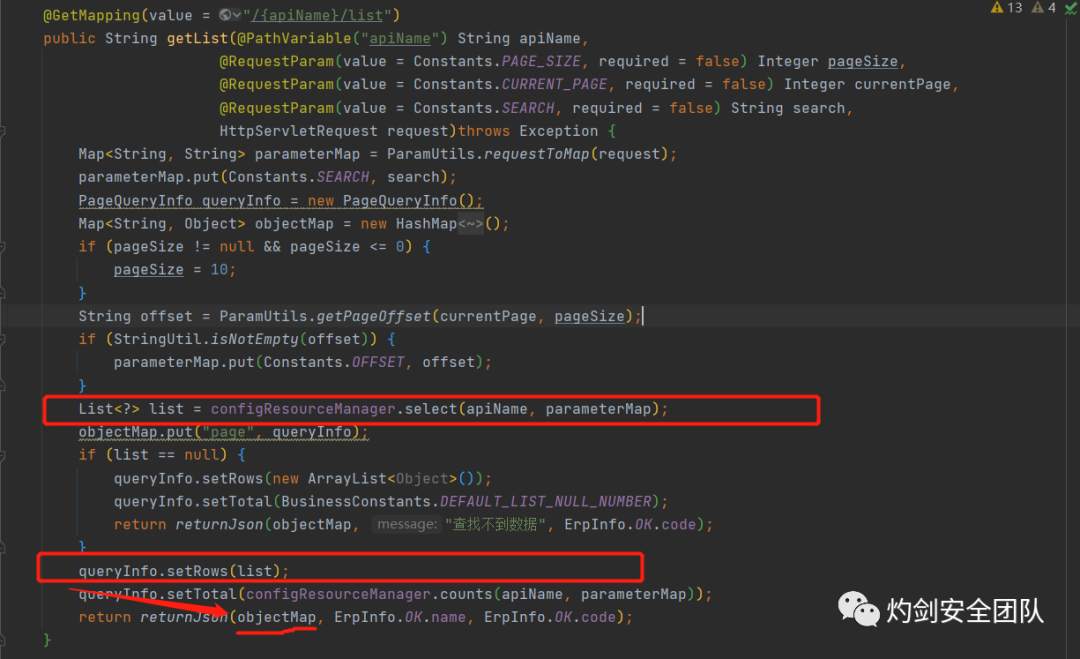 13 4
@GetMapping(value = "/{apiName}/list")
public String getList(@PathVariable("apiName") String apiName,
@RequestParam(value = Constants.PAGE_SIZE, required = false) Integer pageSize,
@RequestParam(value = Constants.CURRENT_PAGE, required = false) Integer currentPage,
@RequestParam(value = Constants.SEARCH, required = false) String search,
HttpServletRequest request)throws Exception {
Map<String, String> parameterMap = ParamUtils.requestToMap(request);
parameterMap.put(Constants.SEARCH, search);
PageQueryInfo queryInfo = new PageQueryInfo();
Map<String, Object> objectMap = new HashMap<~>();
if (pageSize != null && pageSize <= 0) {
pageSize = 10;
}
String offset = ParamUtils.getPageOffset(currentPage, pageSize);
if (StringUtil.isNotEmpty(offset)) {
parameterMap.put(Constants.OFFSET, offset);
}
List<?> list = configResourceManager.select(apiName, parameterMap);
objectMap.put("page", queryInfo);
if (list == null) {
queryInfo.setRows(new ArrayList<Object>());
queryInfo.setTotal(BusinessConstants.DEFAULT_LIST_NULL_NUMBER);
return returnJson(objectMap, message: "查找不到数据", ErpInfo.OK.code);
}
queryInfo.setRows(list);
queryInfo.setTotal(configResourceManager.counts(apiName, parameterMap));
return returnJson(objectMap, ErpInfo.OK.name, ErpInfo.OK.code);
}
灼剑安全团队